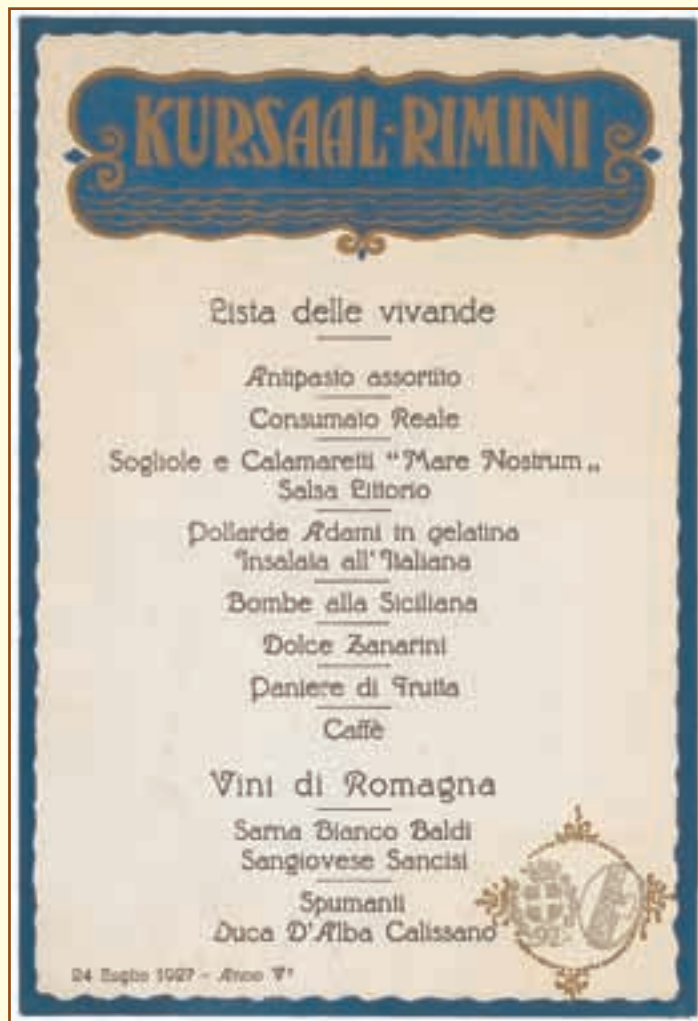 KURSAAL-RIMINI
Lista delle vivande
Antipasto assortito
Consumato Reale
Sogliole e Calamaretti “Mare Nostrum„
Salsa Littorio
Pollarde Adami in gelatina
Insalata all'Italiana
Bombe alla Siciliana
Dolce Zanarini
Paniere di Frutta
Caffè
Vini di Romagna
Sarna Bianco Baldi
Sangiovese Sancisi
Spumanti
Duca D'Alba Calissano
24 Luglio 1927 - Anno V°